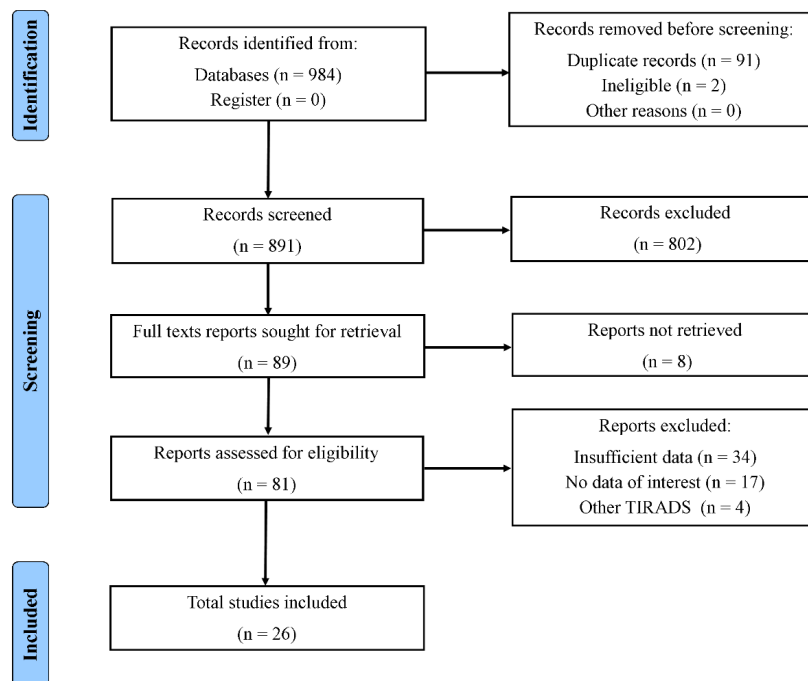 Identification
Records identified from:
Databases (n = 984)
Register (n = 0)
Records removed before screening:
Duplicate records (n = 91)
Ineligible (n = 2)
Other reasons (n = 0)
Screening
Records screened
(n = 891)
Records excluded
(n = 802)
Full texts reports sought for retrieval
(n = 89)
Reports not retrieved
(n = 8)
Reports assessed for eligibility
(n = 81)
Reports excluded:
Insufficient data (n = 34)
No data of interest (n = 17)
Other TIRADS (n = 4)
Included
Total studies included
(n = 26)